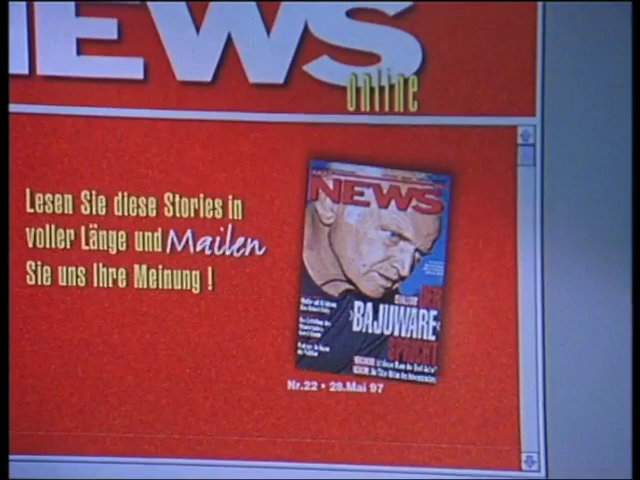 NEWS
online
Lesen Sie diese Stories in
voller Länge und Mailen
Sie uns Ihre Meinung !
NEWS
DER
›BAJUWARE‹
SPRICHT
Nr.22 • 28.Mai 97